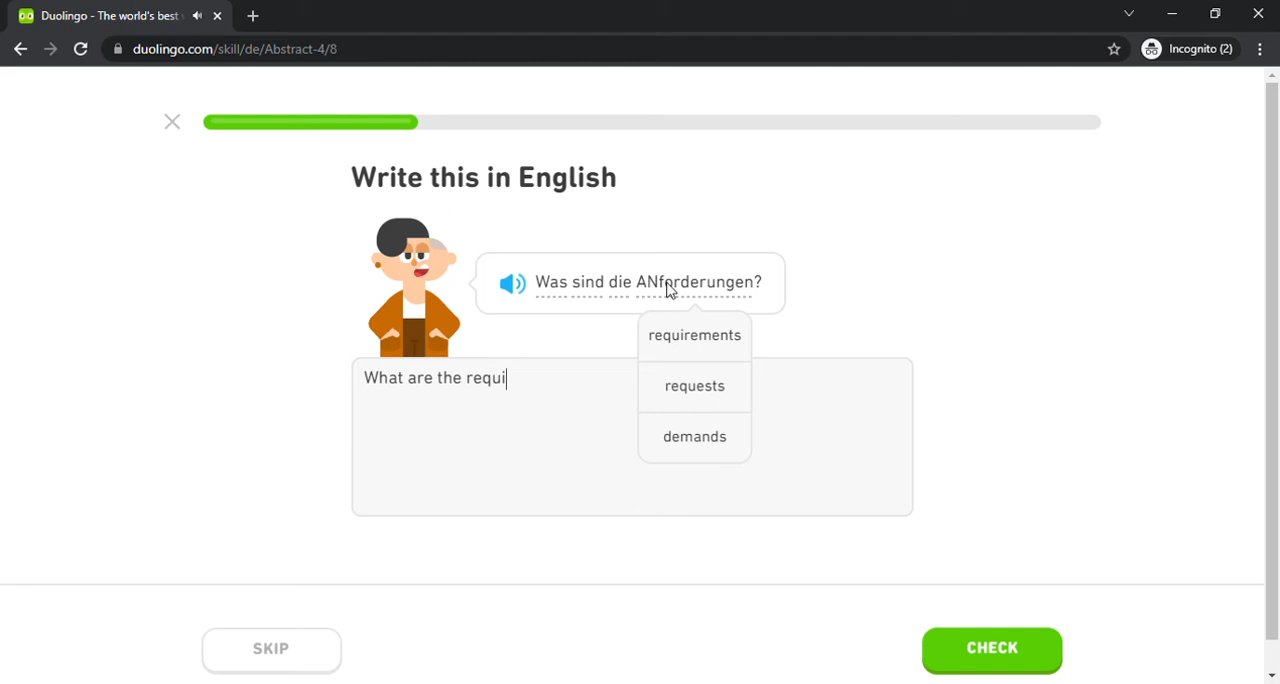 Duolingo - The world's best
duolingo.com/skill/de/Abstract-4/8
Incognito (2)
Write this in English
Was sind die ANforderungen?
requirements
requests
demands
What are the requi
SKIP
CHECK